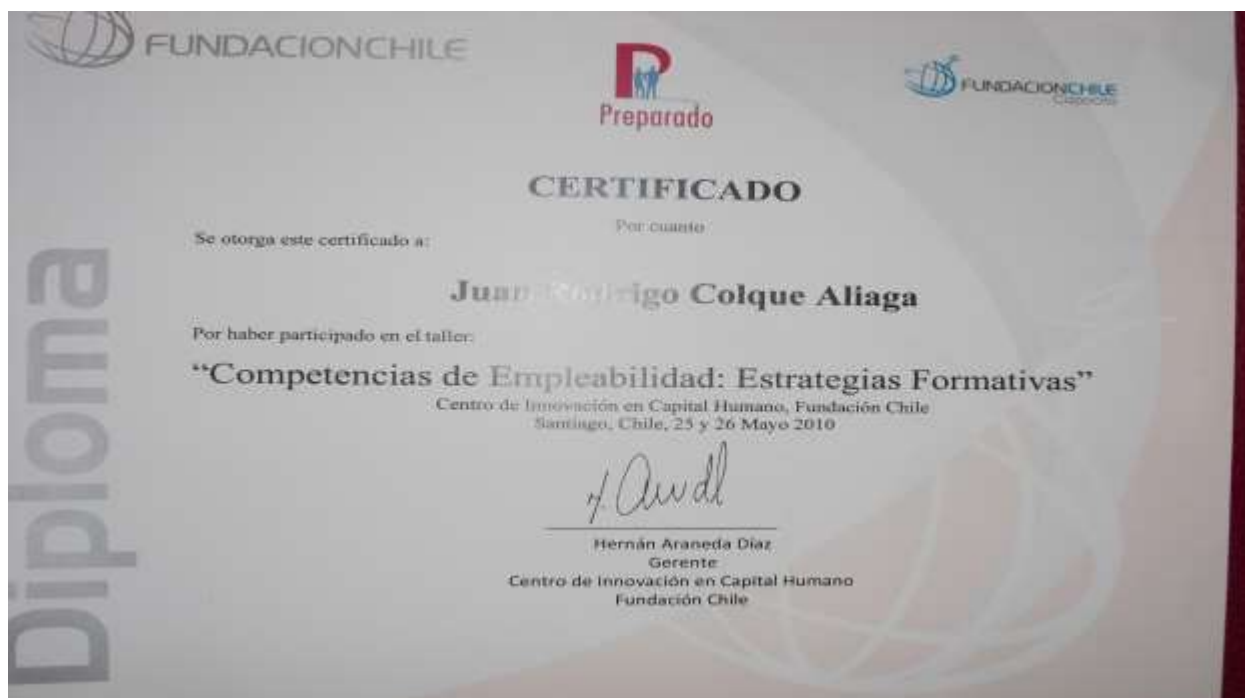 FUNDACIONCHILE
Preparado
FUNDACIONCHILE
CERTIFICADO
Por cuanto
Se otorga este certificado a:
Juan Rodrigo Colque Aliaga
Por haber participado en el taller:
“Competencias de Empleabilidad: Estrategias Formativas”
Centro de Innovación en Capital Humano, Fundación Chile
Santiago, Chile, 25 y 26 Mayo 2010
Hernán Araneda Díaz
Gerente
Centro de Innovación en Capital Humano
Fundación Chile
Diploma